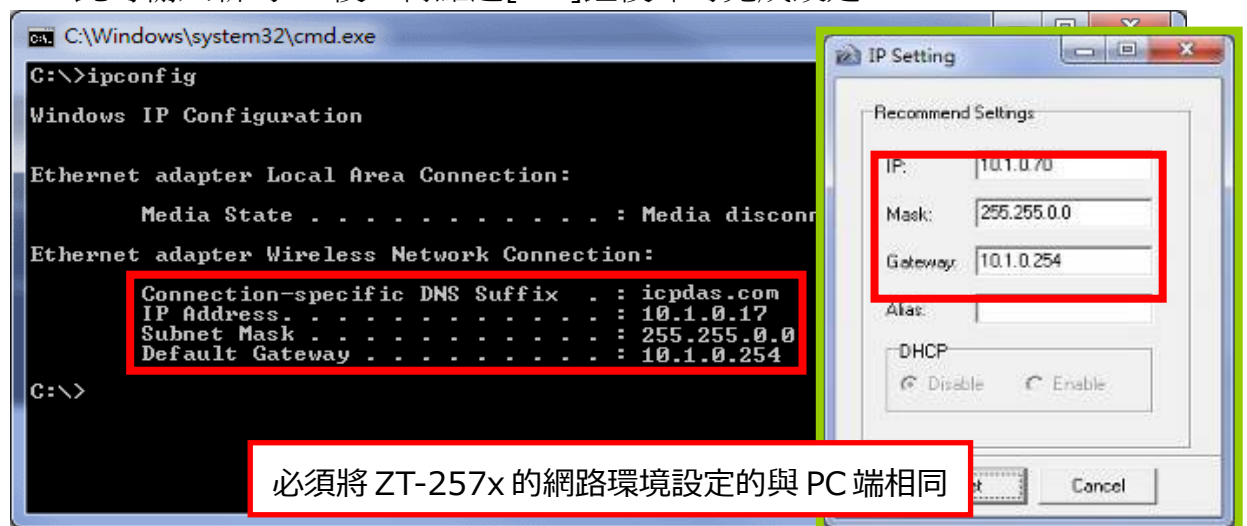 C:\Windows\system32\cmd.exe
C:\>ipconfig
Windows IP Configuration
Ethernet adapter Local Area Connection:
Media State . . . . . . . . . . . : Media disconn
Ethernet adapter Wireless Network Connection:
Connection-specific DNS Suffix . : icpdas.com
IP Address. . . . . . . . . . . . : 10.1.0.17
Subnet Mask . . . . . . . . . . . : 255.255.0.0
Default Gateway . . . . . . . . . : 10.1.0.254
C:\>
IP Setting
Recommend Settings
IP: 10.1.0.70
Mask: 255.255.0.0
Gateway: 10.1.0.254
Alias:
DHCP
Disable Enable
Cancel
必須將 ZT-257x 的網路環境設定的與 PC 端相同